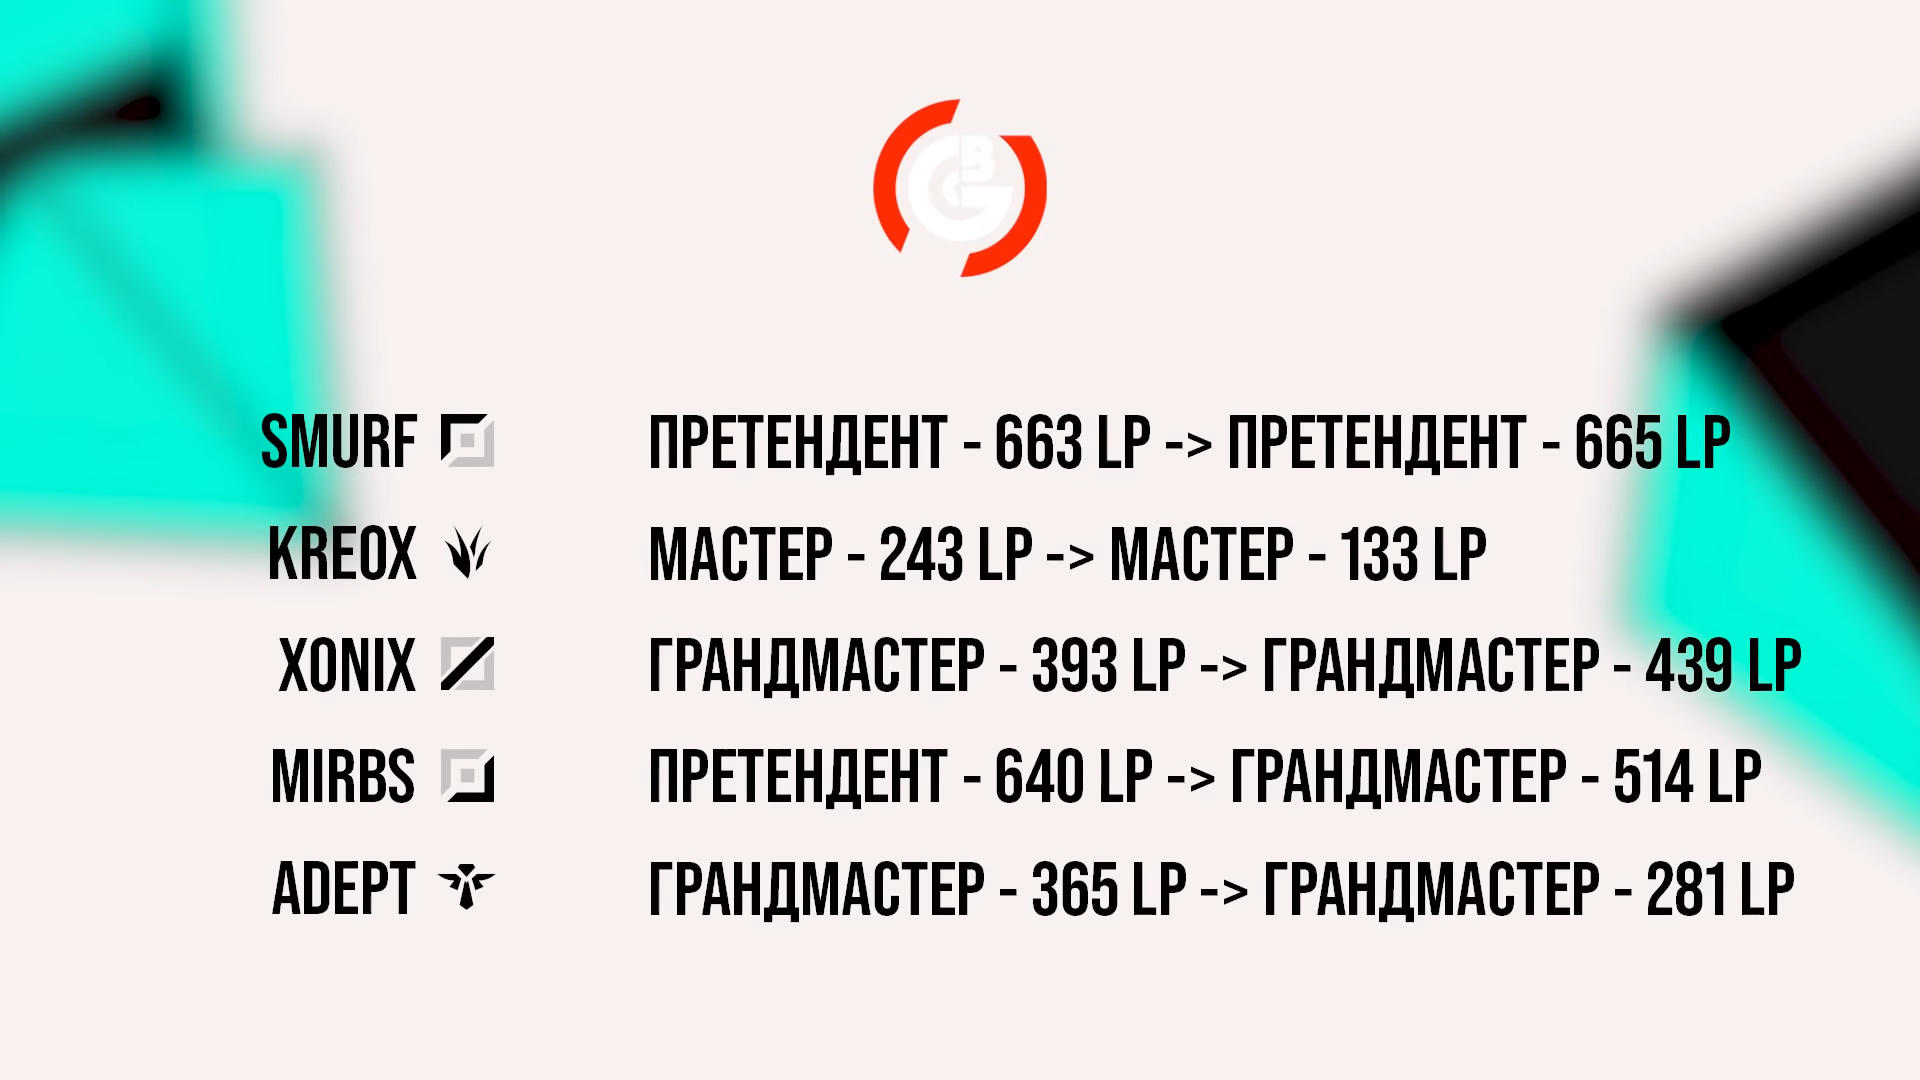 GB
SMURF ПРЕТЕНДЕНТ - 663 LP -> ПРЕТЕНДЕНТ - 665 LP
KREOX МАСТЕР - 243 LP -> МАСТЕР - 133 LP
XONIX ГРАНДМАСТЕР - 393 LP -> ГРАНДМАСТЕР - 439 LP
MIRBS ПРЕТЕНДЕНТ - 640 LP -> ГРАНДМАСТЕР - 514 LP
ADEPT ГРАНДМАСТЕР - 365 LP -> ГРАНДМАСТЕР - 281 LP